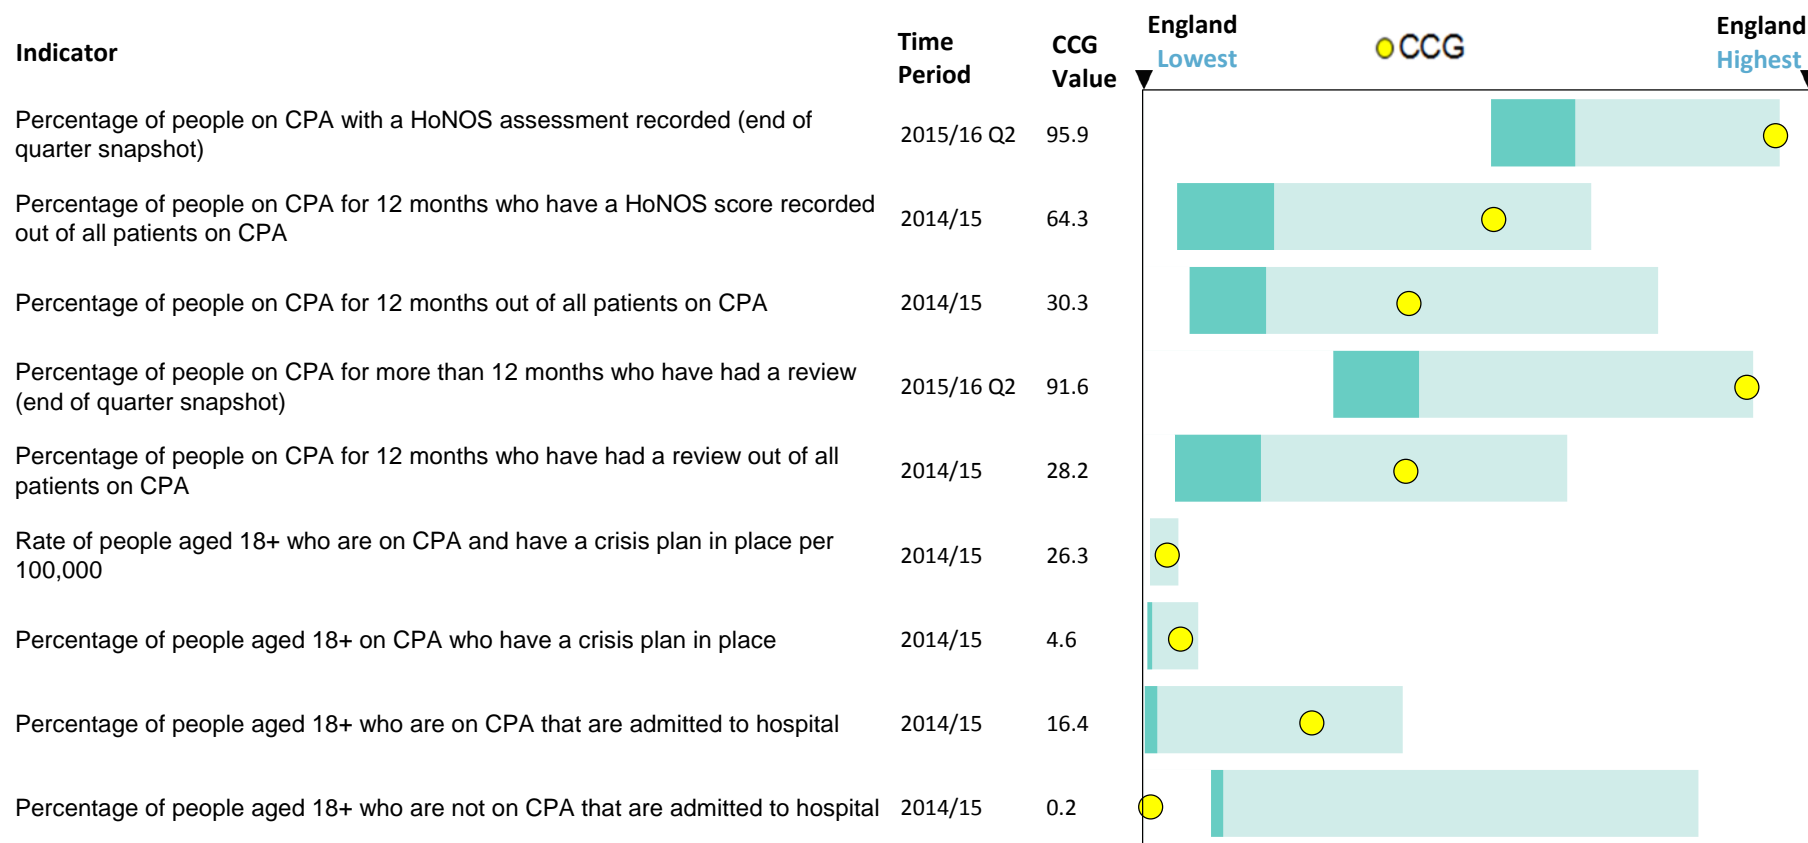 Indicator
Time
Period
CCG
Value
England
Lowest
CCG
England
Highest
Percentage of people on CPA with a HoNOS assessment recorded (end of
quarter snapshot)
2015/16 Q2
95.9
Percentage of people on CPA for 12 months who have a HoNOS score recorded
out of all patients on CPA
2014/15
64.3
Percentage of people on CPA for 12 months out of all patients on CPA
2014/15
30.3
Percentage of people on CPA for more than 12 months who have had a review
(end of quarter snapshot)
2015/16 Q2
91.6
Percentage of people on CPA for 12 months who have had a review out of all
patients on CPA
2014/15
28.2
Rate of people aged 18+ who are on CPA and have a crisis plan in place per
100,000
2014/15
26.3
Percentage of people aged 18+ on CPA who have a crisis plan in place
2014/15
4.6
Percentage of people aged 18+ who are on CPA that are admitted to hospital
2014/15
16.4
Percentage of people aged 18+ who are not on CPA that are admitted to hospital
2014/15
0.2